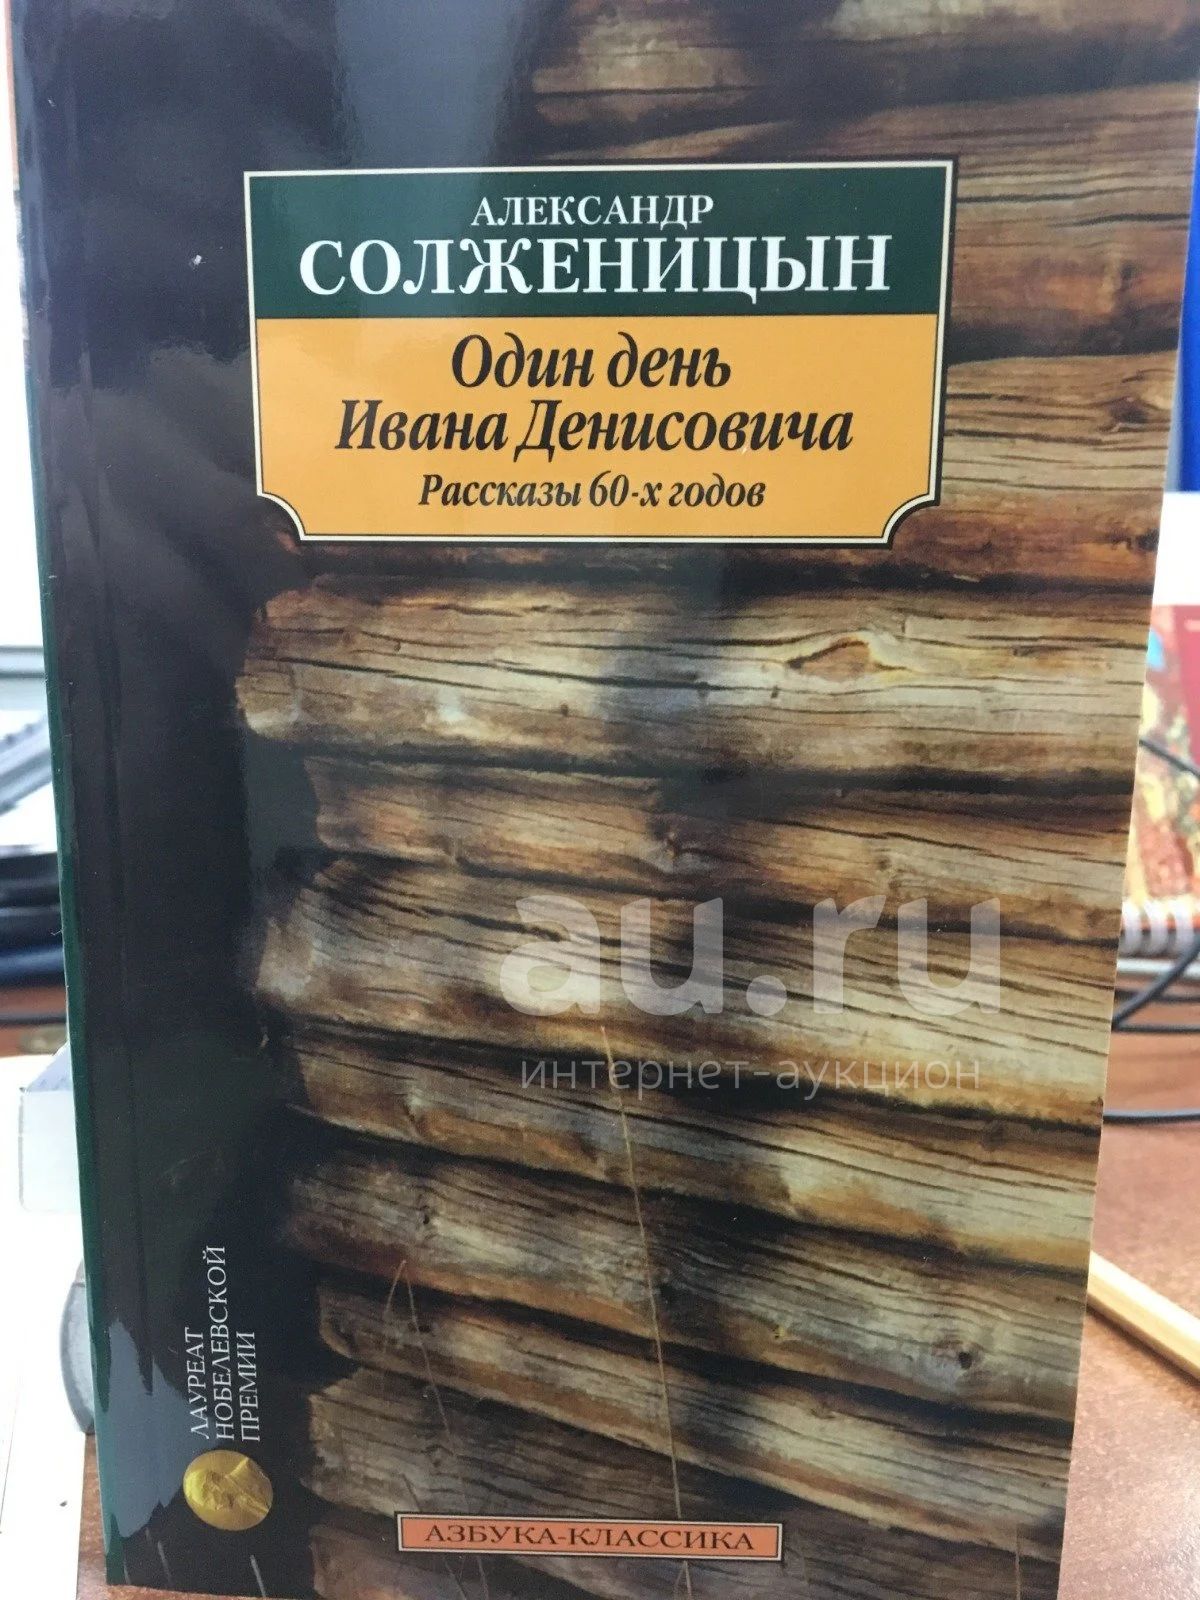 АЛЕКСАНДР
СОЛЖЕНИЦЫН
Один день
Ивана Денисовича
Рассказы 60-х годов
au.ru
интернет-аукцион
ЛАУРЕАТ
НОБЕЛЕВСКОЙ
ПРЕМИИ
АЗБУКА-КЛАССИКА